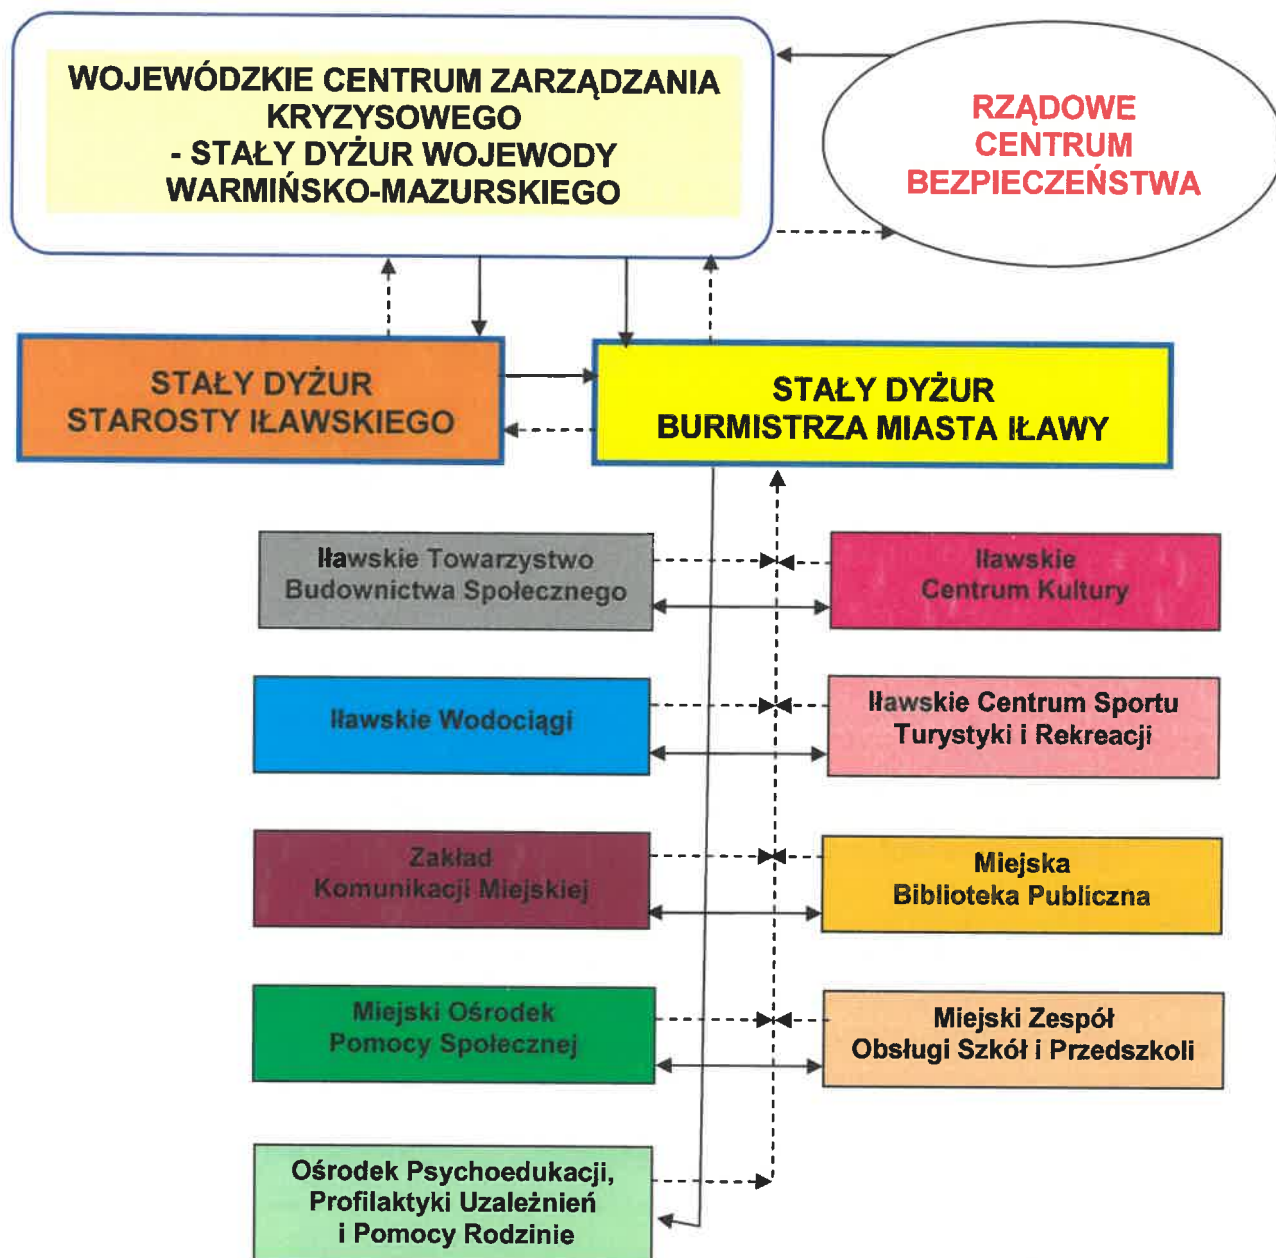 WOJEWÓDZKIE CENTRUM ZARZĄDZANIA
KRYZYSOWEGO
- STAŁY DYŻUR WOJEWODY
WARMIŃSKO-MAZURSKIEGO
RZĄDOWE
CENTRUM
BEZPIECZEŃSTWA
STAŁY DYŻUR
STAROSTY IŁAWSKIEGO
STAŁY DYŻUR
BURMISTRZA MIASTA IŁAWY
Iławskie Towarzystwo
Budownictwa Społecznego
Iławskie
Centrum Kultury
Iławskie Wodociągi
Iławskie Centrum Sportu
Turystyki i Rekreacji
Zakład
Komunikacji Miejskiej
Miejska
Biblioteka Publiczna
Miejski Ośrodek
Pomocy Społecznej
Miejski Zespół
Obsługi Szkół i Przedszkoli
Ośrodek Psychoedukacji,
Profilaktyki Uzależnień
i Pomocy Rodzinie